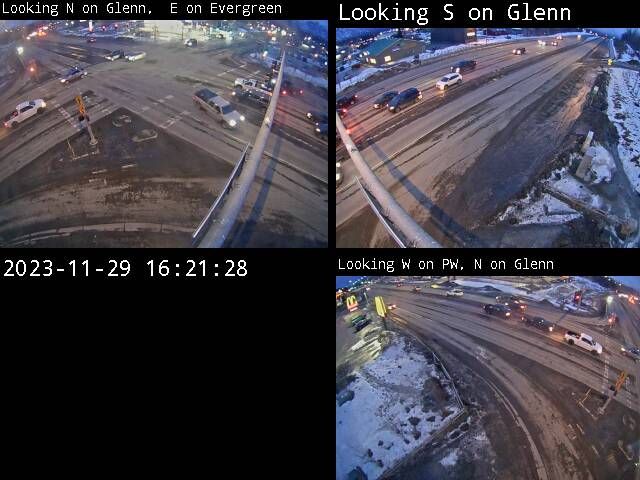 Looking N on Glenn,  E on Evergreen
Looking S on Glenn
2023-11-29 16:21:28
Looking W on PW, N on Glenn